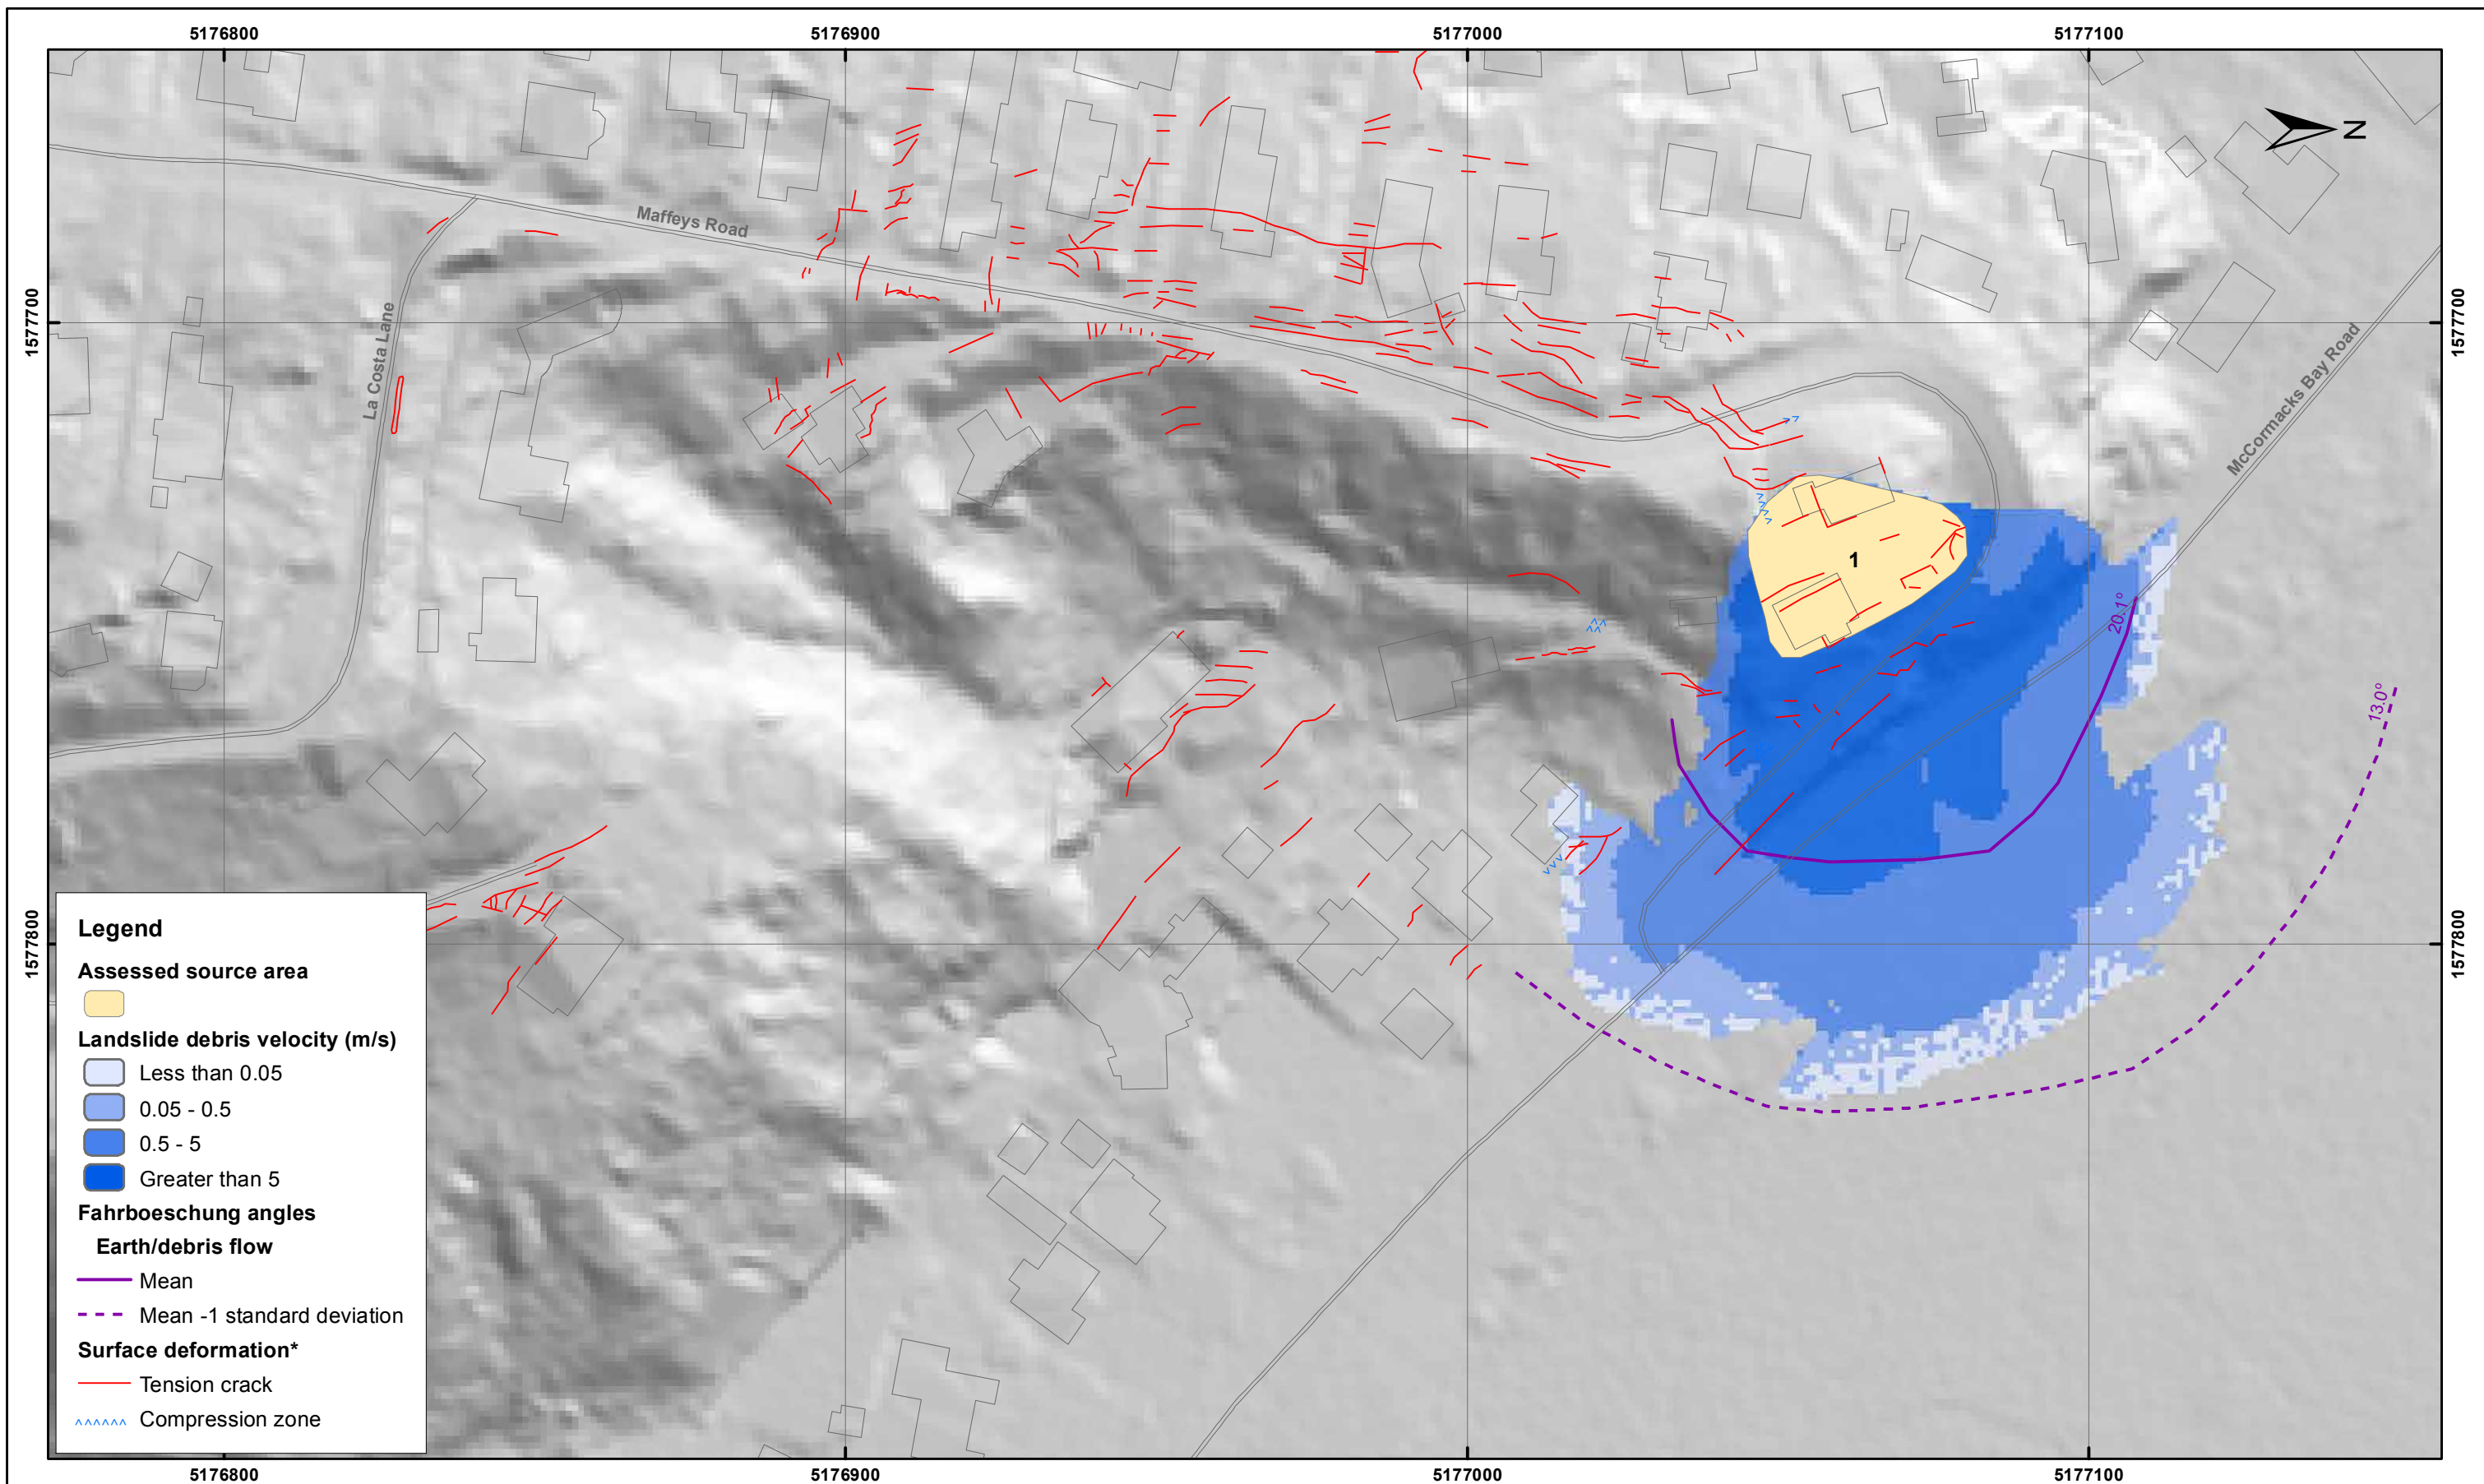 5176800
5176900
5177000
5177100
N
Maffeys Road
1577700
La Costa Lane
McCormacks Bay Road
1577700
1
20.1°
13.0°
1577800
1577800
Legend
Assessed source area
Landslide debris velocity (m/s)
Less than 0.05
0.05 - 0.5
0.5 - 5
Greater than 5
Fahrboeschung angles
Earth/debris flow
Mean
Mean -1 standard deviation
Surface deformation*
Tension crack
Compression zone
5176800
5176900
5177000
5177100